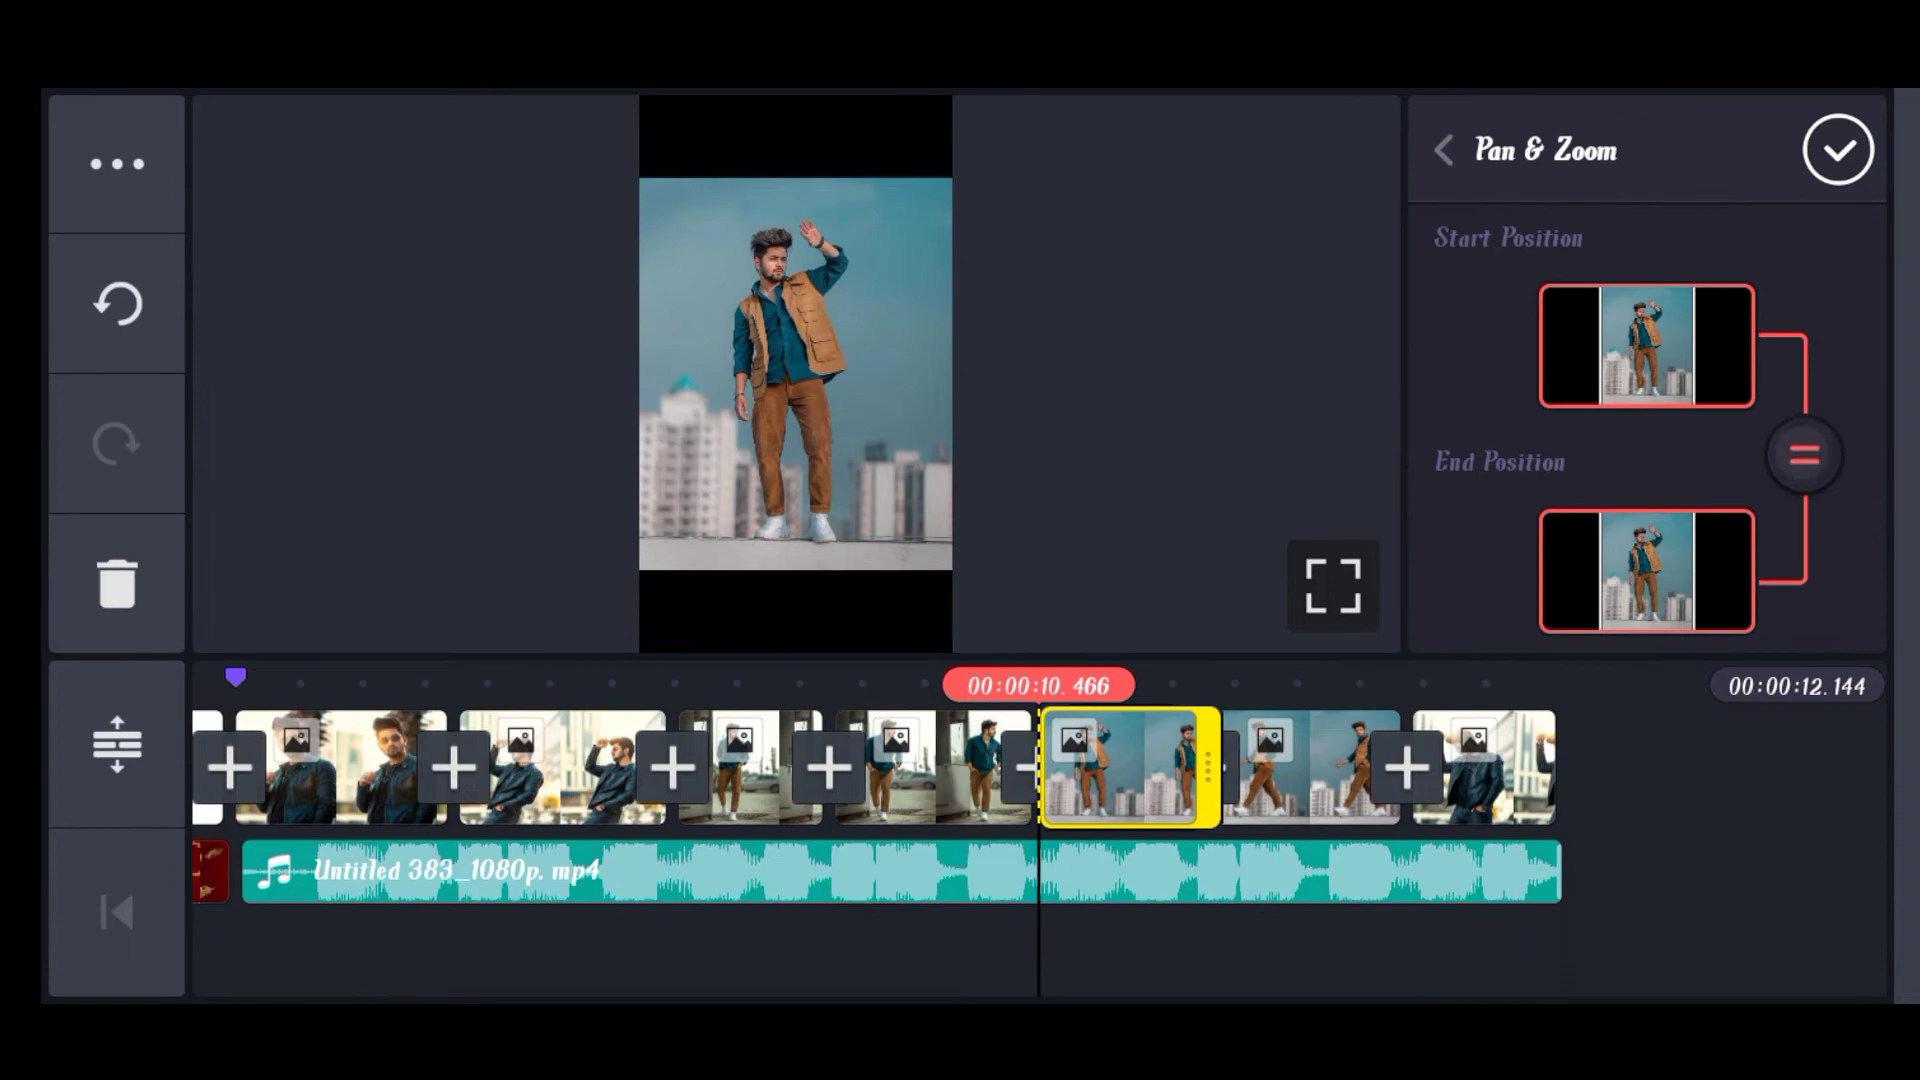 Pan & Zoom
Start Position
End Position
00:00:10.466
00:00:12.144
Untitled 383_1080p.mp4